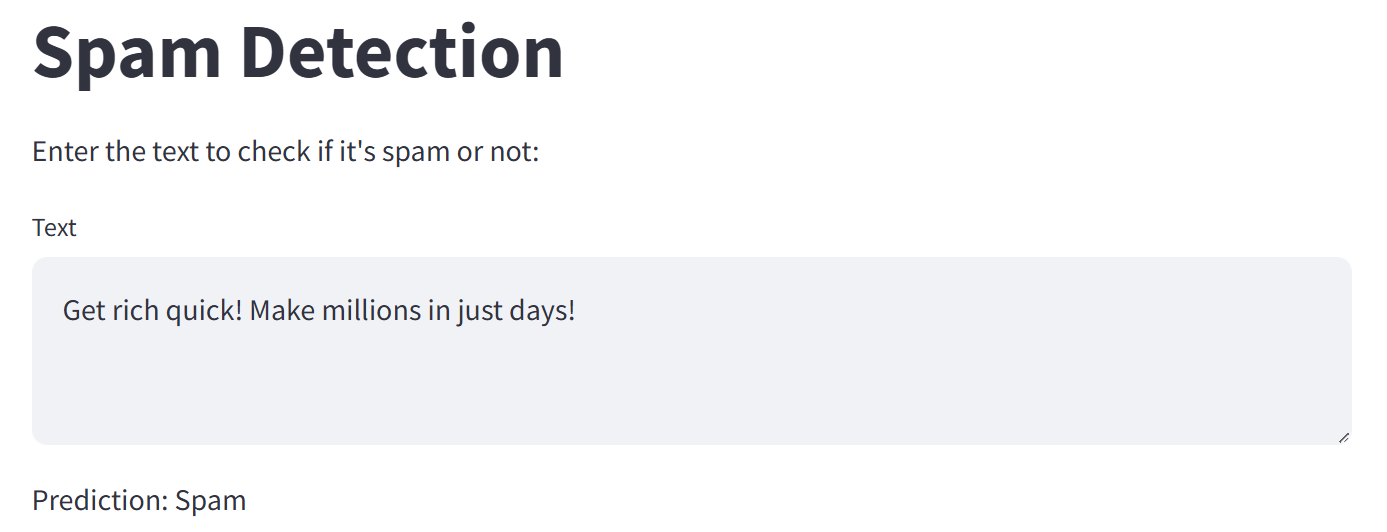 Spam Detection
Enter the text to check if it's spam or not:
Text
Get rich quick! Make millions in just days!
Prediction: Spam